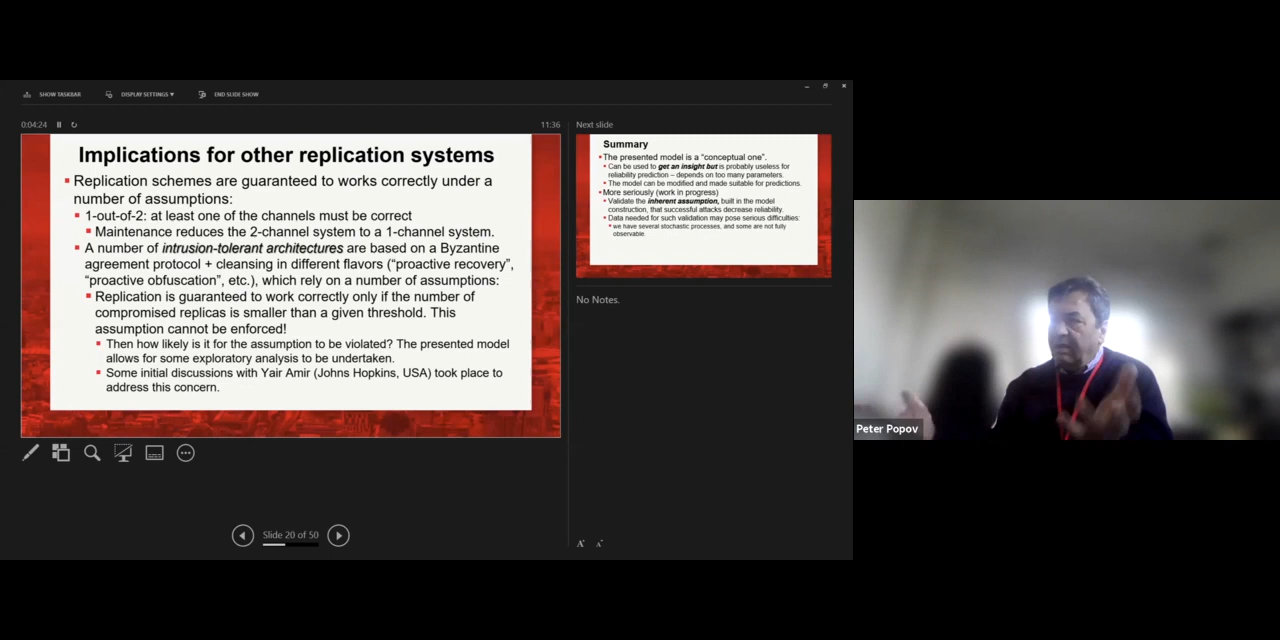 SHOW TASKBAR
DISPLAY SETTINGS ▼
END SLIDE SHOW
0:04:24
11:36
Next slide
Implications for other replication systems
Replication schemes are guaranteed to works correctly under a
number of assumptions:
1-out-of-2: at least one of the channels must be correct
Maintenance reduces the 2-channel system to a 1-channel system.
A number of intrusion-tolerant architectures are based on a Byzantine
agreement protocol + cleansing in different flavors (“proactive recovery”,
“proactive obfuscation”, etc.), which rely on a number of assumptions:
Replication is guaranteed to work correctly only if the number of
compromised replicas is smaller than a given threshold. This
assumption cannot be enforced!
Then how likely is it for the assumption to be violated? The presented model
allows for some exploratory analysis to be undertaken.
Some initial discussions with Yair Amir (Johns Hopkins, USA) took place to
address this concern.
Summary
The presented model is a “conceptual one”.
Can be used to get an insight but is probably useless for
reliability prediction – depends on too many parameters.
The model can be modified and made suitable for predictions.
More seriously (work in progress)
Validate the inherent assumption, built in the model
construction, that successful attacks decrease reliability.
Data needed for such validation may pose serious difficulties:
we have several stochastic processes, and some are not fully
observable.
No Notes.
Slide 20 of 50
A A
Peter Popov